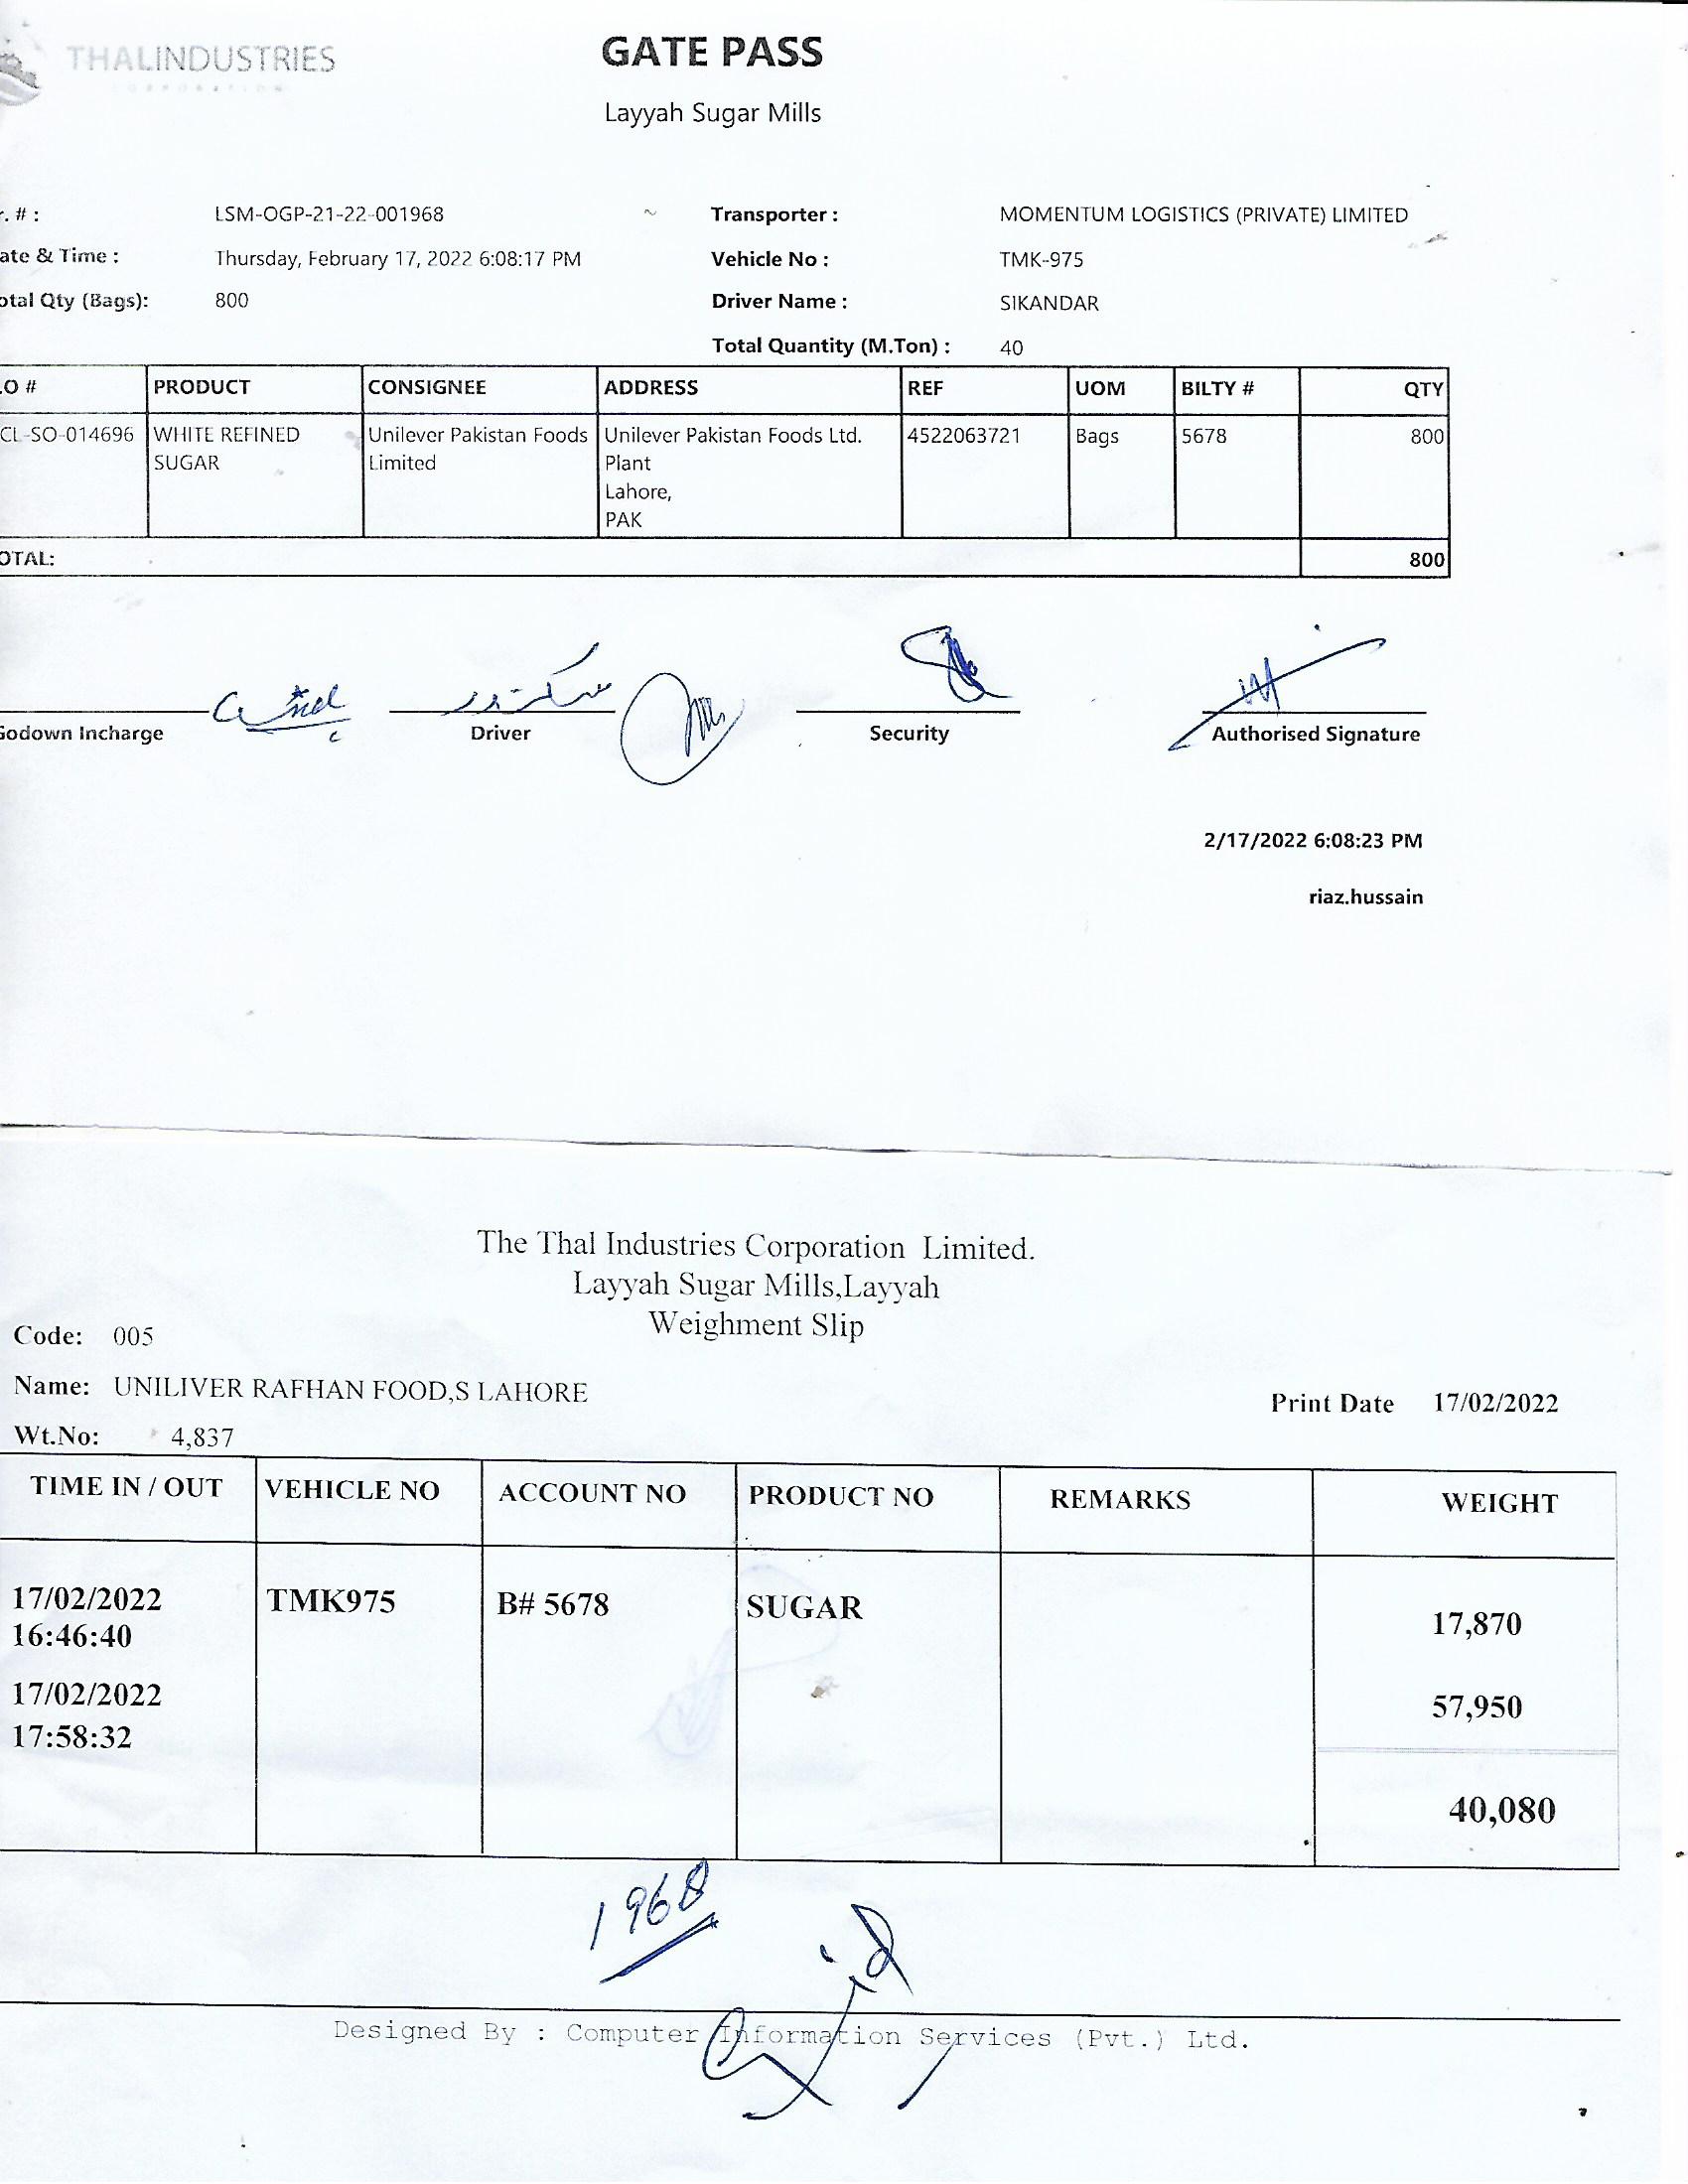 THALINDUSTRIES
CORPORATION
GATE PASS
Layyah Sugar Mills
r. # : LSM-OGP-21-22-001968 Transporter : MOMENTUM LOGISTICS (PRIVATE) LIMITED
ate & Time : Thursday, February 17, 2022 6:08:17 PM Vehicle No : TMK-975
otal Qty (Bags): 800 Driver Name : SIKANDAR
Total Quantity (M.Ton) : 40
.O # PRODUCT CONSIGNEE ADDRESS REF UOM BILTY # QTY
CL-SO-014696 WHITE REFINED Unilever Pakistan Foods Unilever Pakistan Foods Ltd. 4522063721 Bags 5678 800
SUGAR Limited Plant
Lahore,
PAK
OTAL: 800
سکندر
Godown Incharge Driver Security Authorised Signature
2/17/2022 6:08:23 PM
riaz.hussain
The Thal Industries Corporation Limited.
Layyah Sugar Mills,Layyah
Weighment Slip
Code: 005
Name: UNILIVER RAFHAN FOOD,S LAHORE Print Date 17/02/2022
Wt.No: 4,837
TIME IN / OUT VEHICLE NO ACCOUNT NO PRODUCT NO REMARKS WEIGHT
17/02/2022 TMK975 B# 5678 SUGAR 17,870
16:46:40
17/02/2022 57,950
17:58:32
40,080
1968
Designed By : Computer Information Services (Pvt.) Ltd.